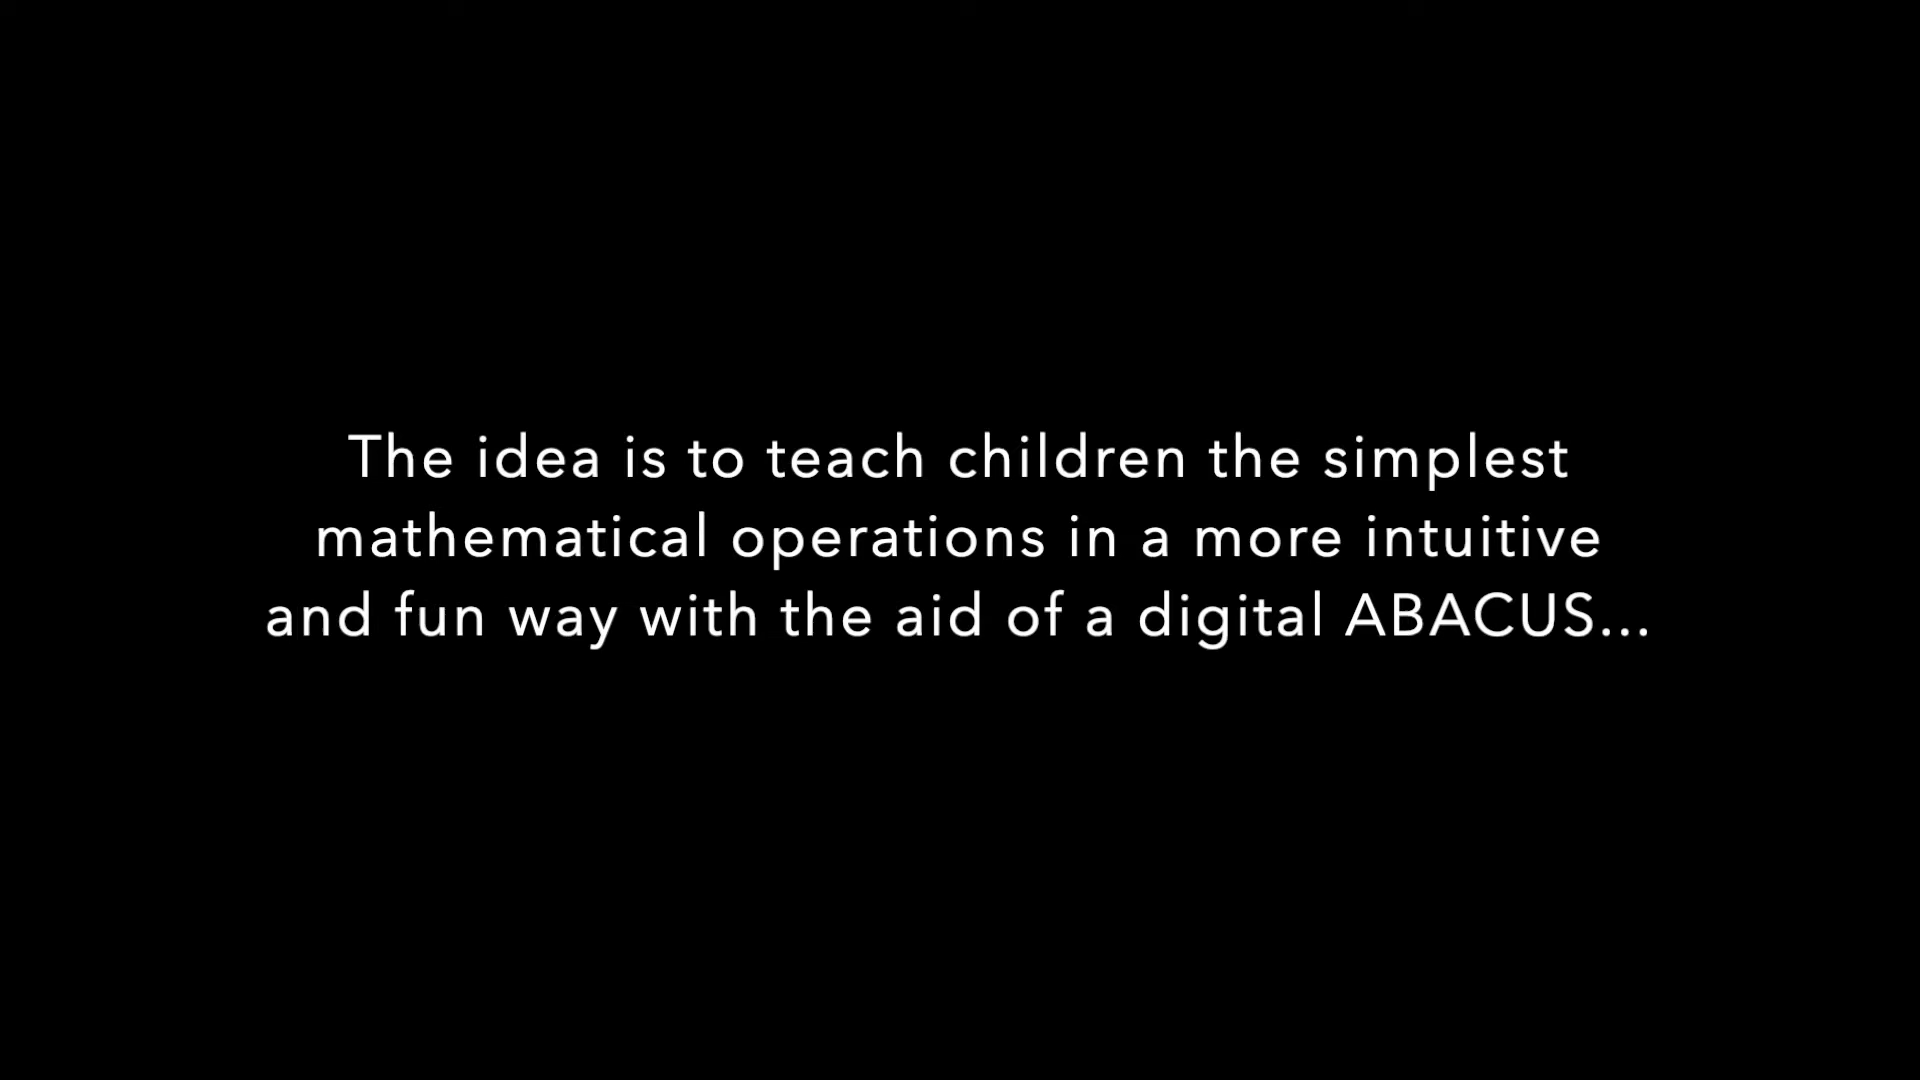 The idea is to teach children the simplest
mathematical operations in a more intuitive
and fun way with the aid of a digital ABACUS...